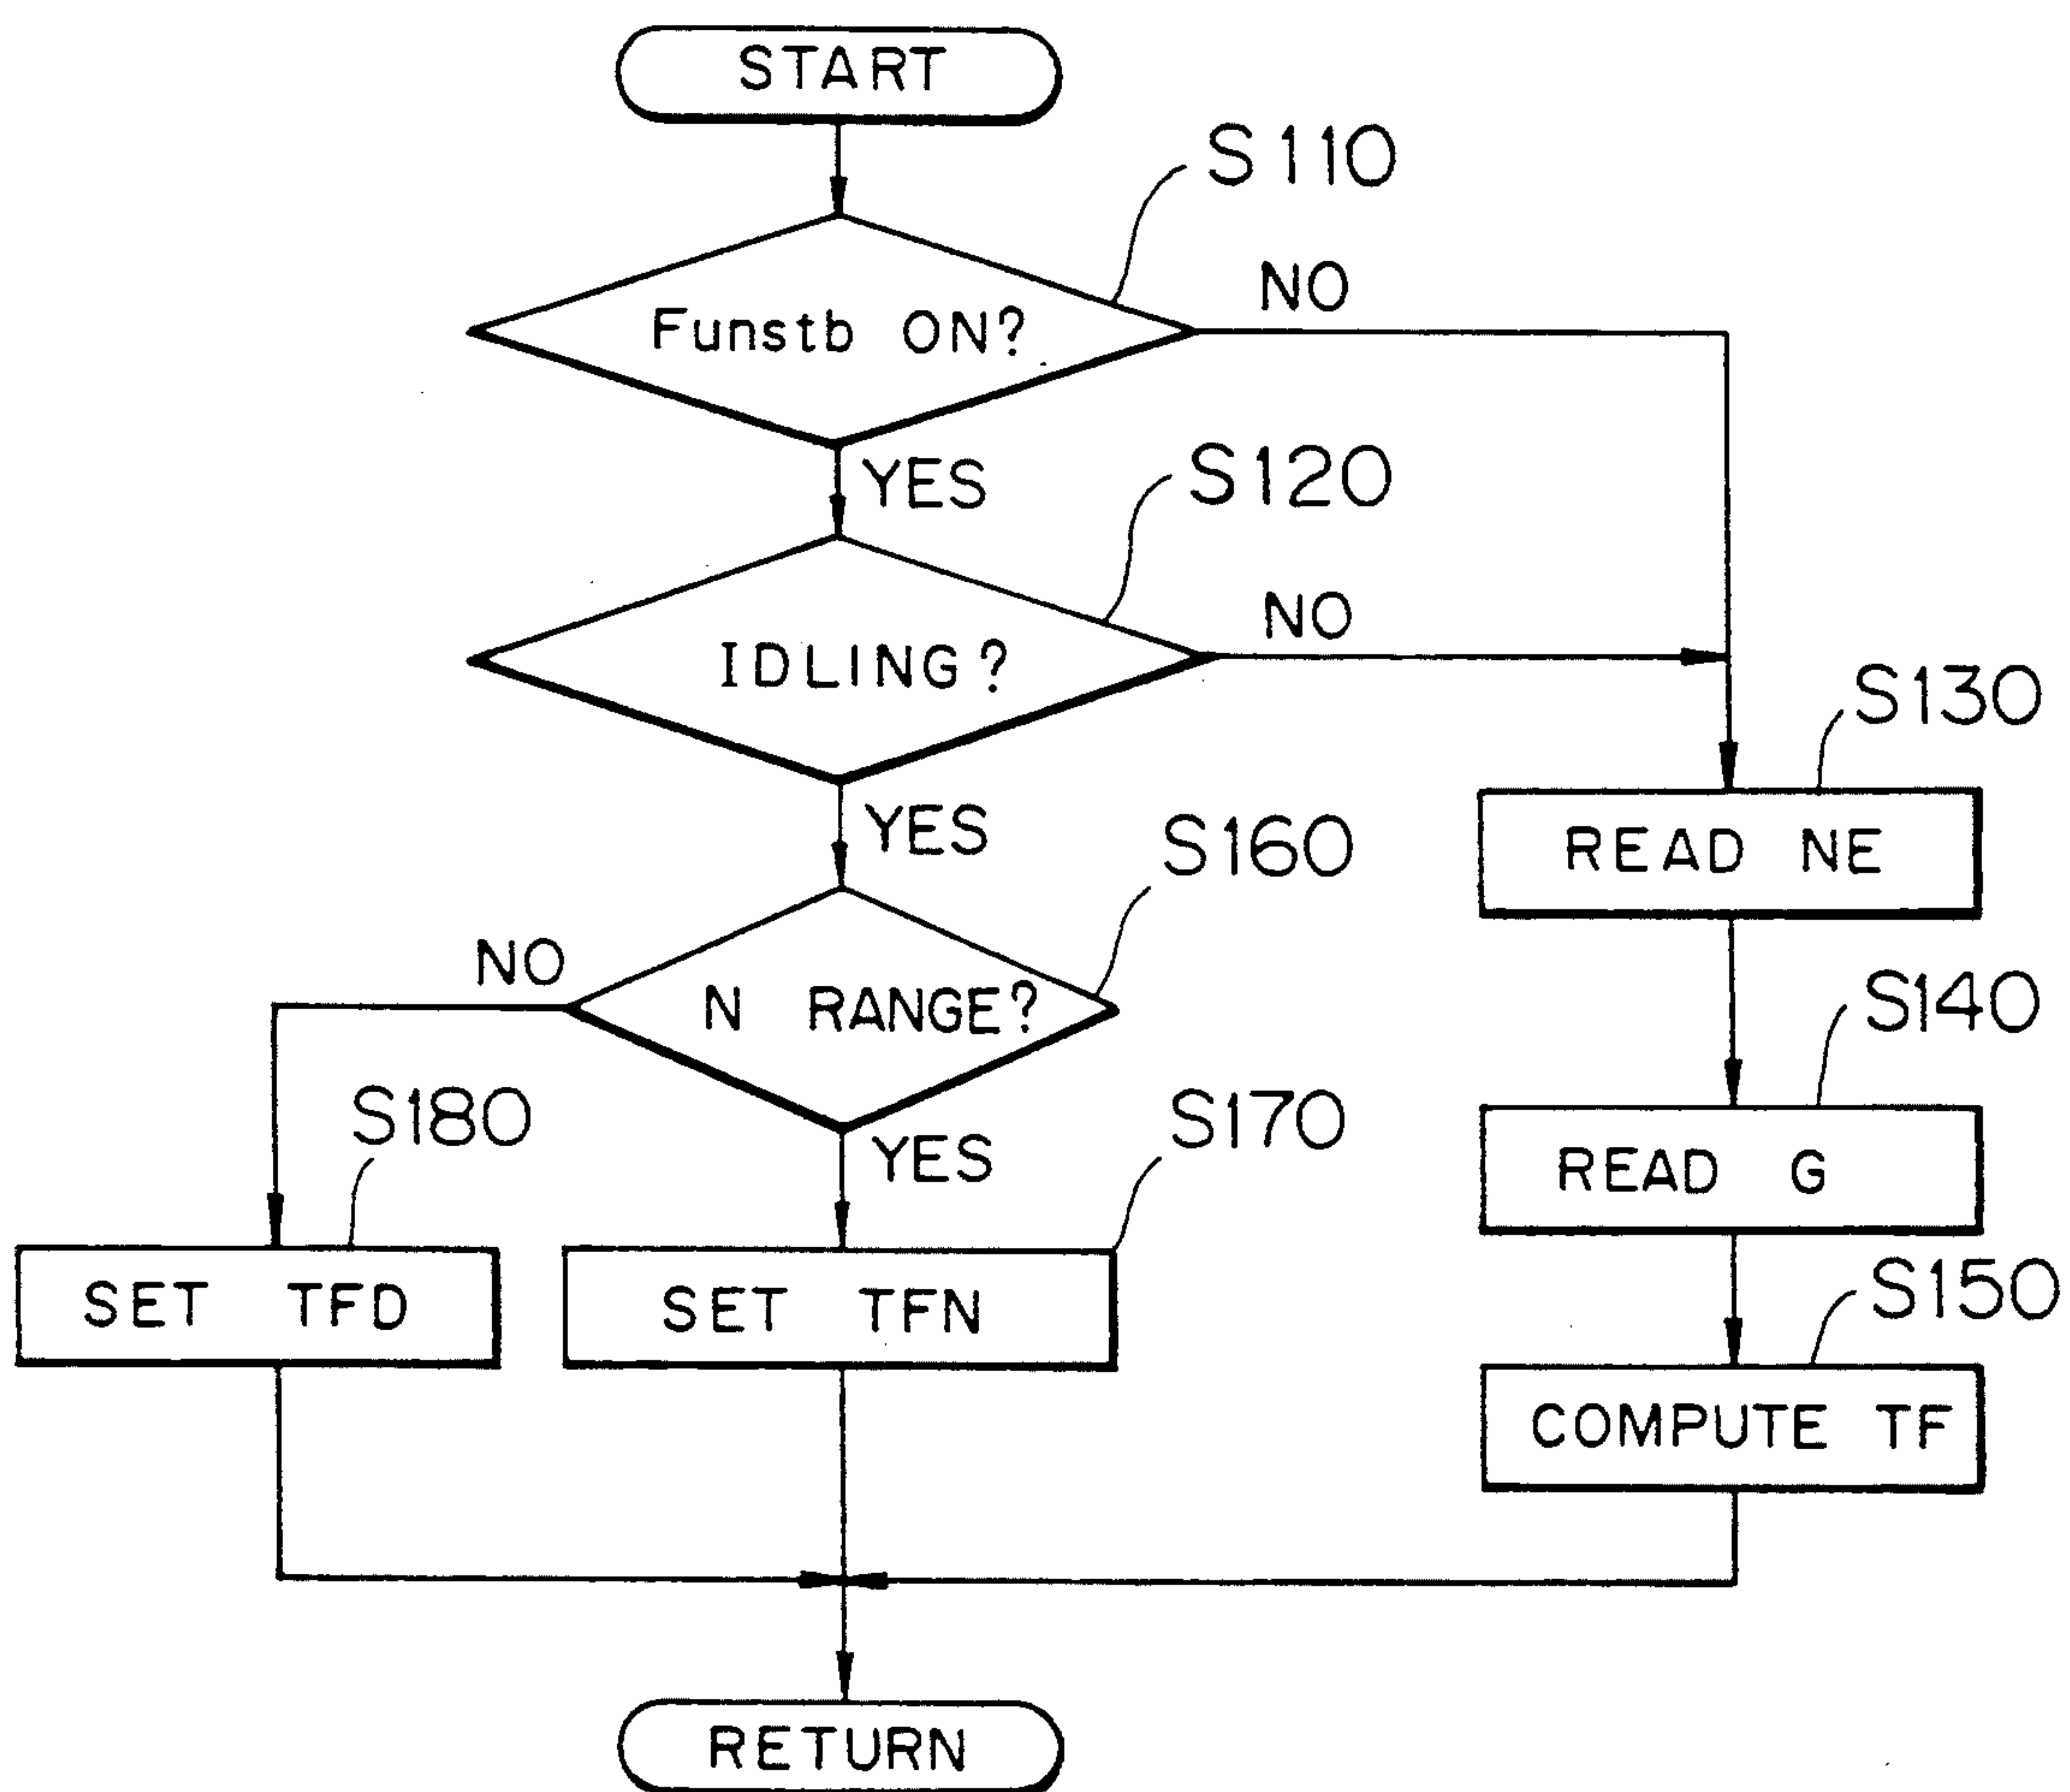 START
S110
Funstb ON?
NO
YES
S120
IDLING?
NO
S130
YES
S160
READ NE
NO
N RANGE?
S140
S180
YES
S170
READ G
SET TFD
SET TFN
S150
COMPUTE TF
RETURN